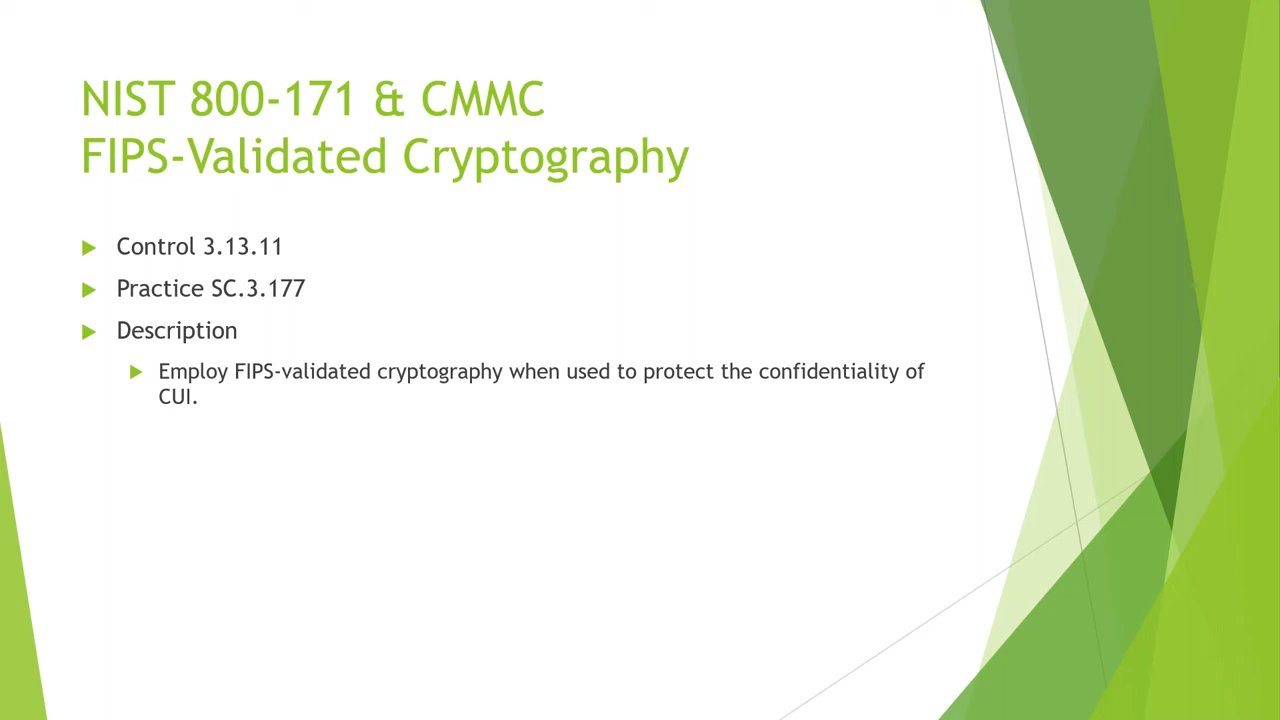 NIST 800-171 & CMMC
FIPS-Validated Cryptography
Control 3.13.11
Practice SC.3.177
Description
Employ FIPS-validated cryptography when used to protect the confidentiality of
CUI.